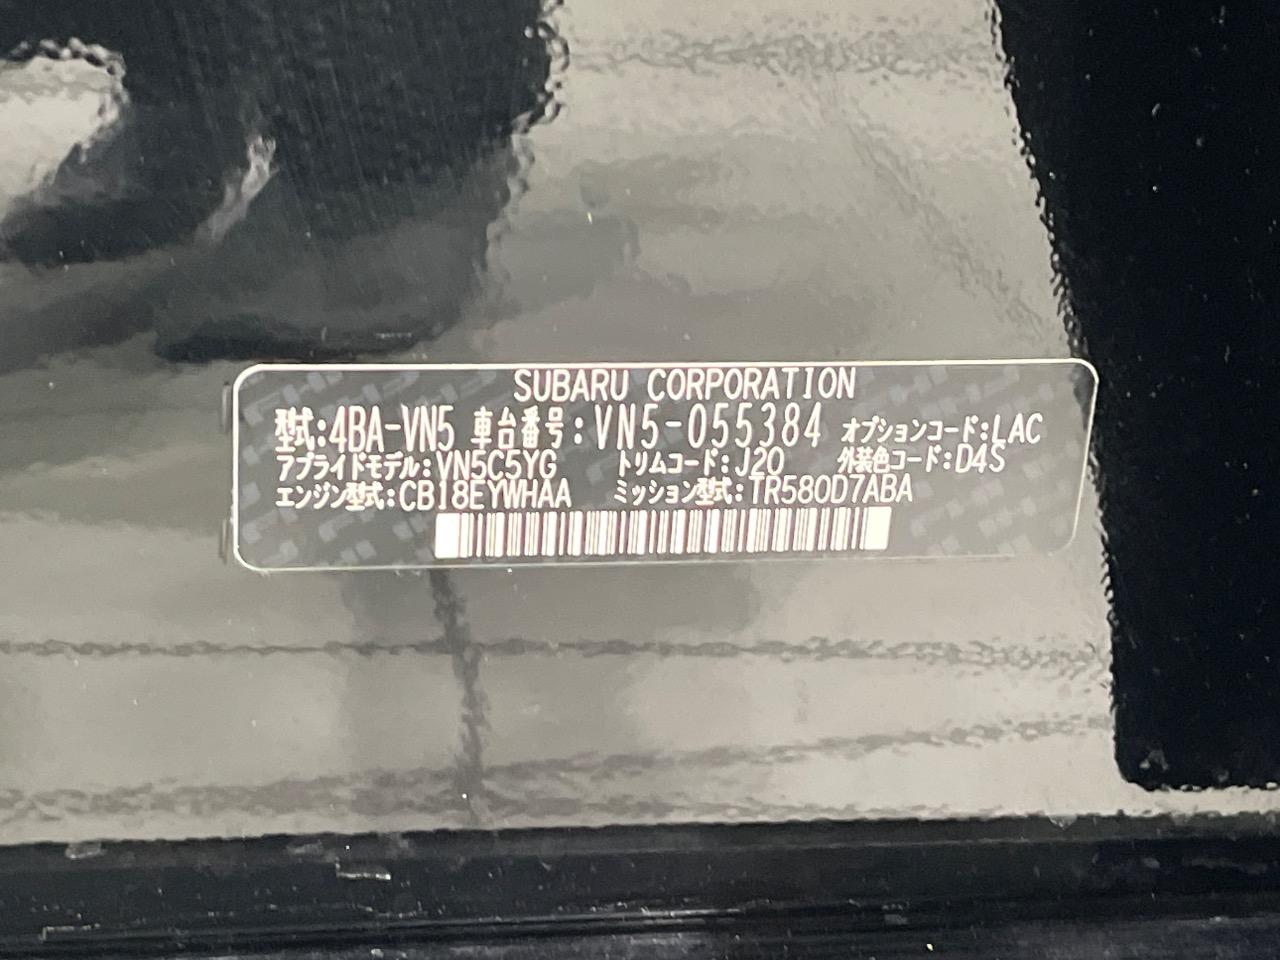 SUBARU CORPORATION
型式:4BA-VN5 車台番号:VN5-055384 オプションコード:LAC
アプライドモデル:VN5C5YG トリムコード:J20 外装色コード:D4S
エンジン型式:CB18EYWHAA ミッション型式:TR580D7ABA